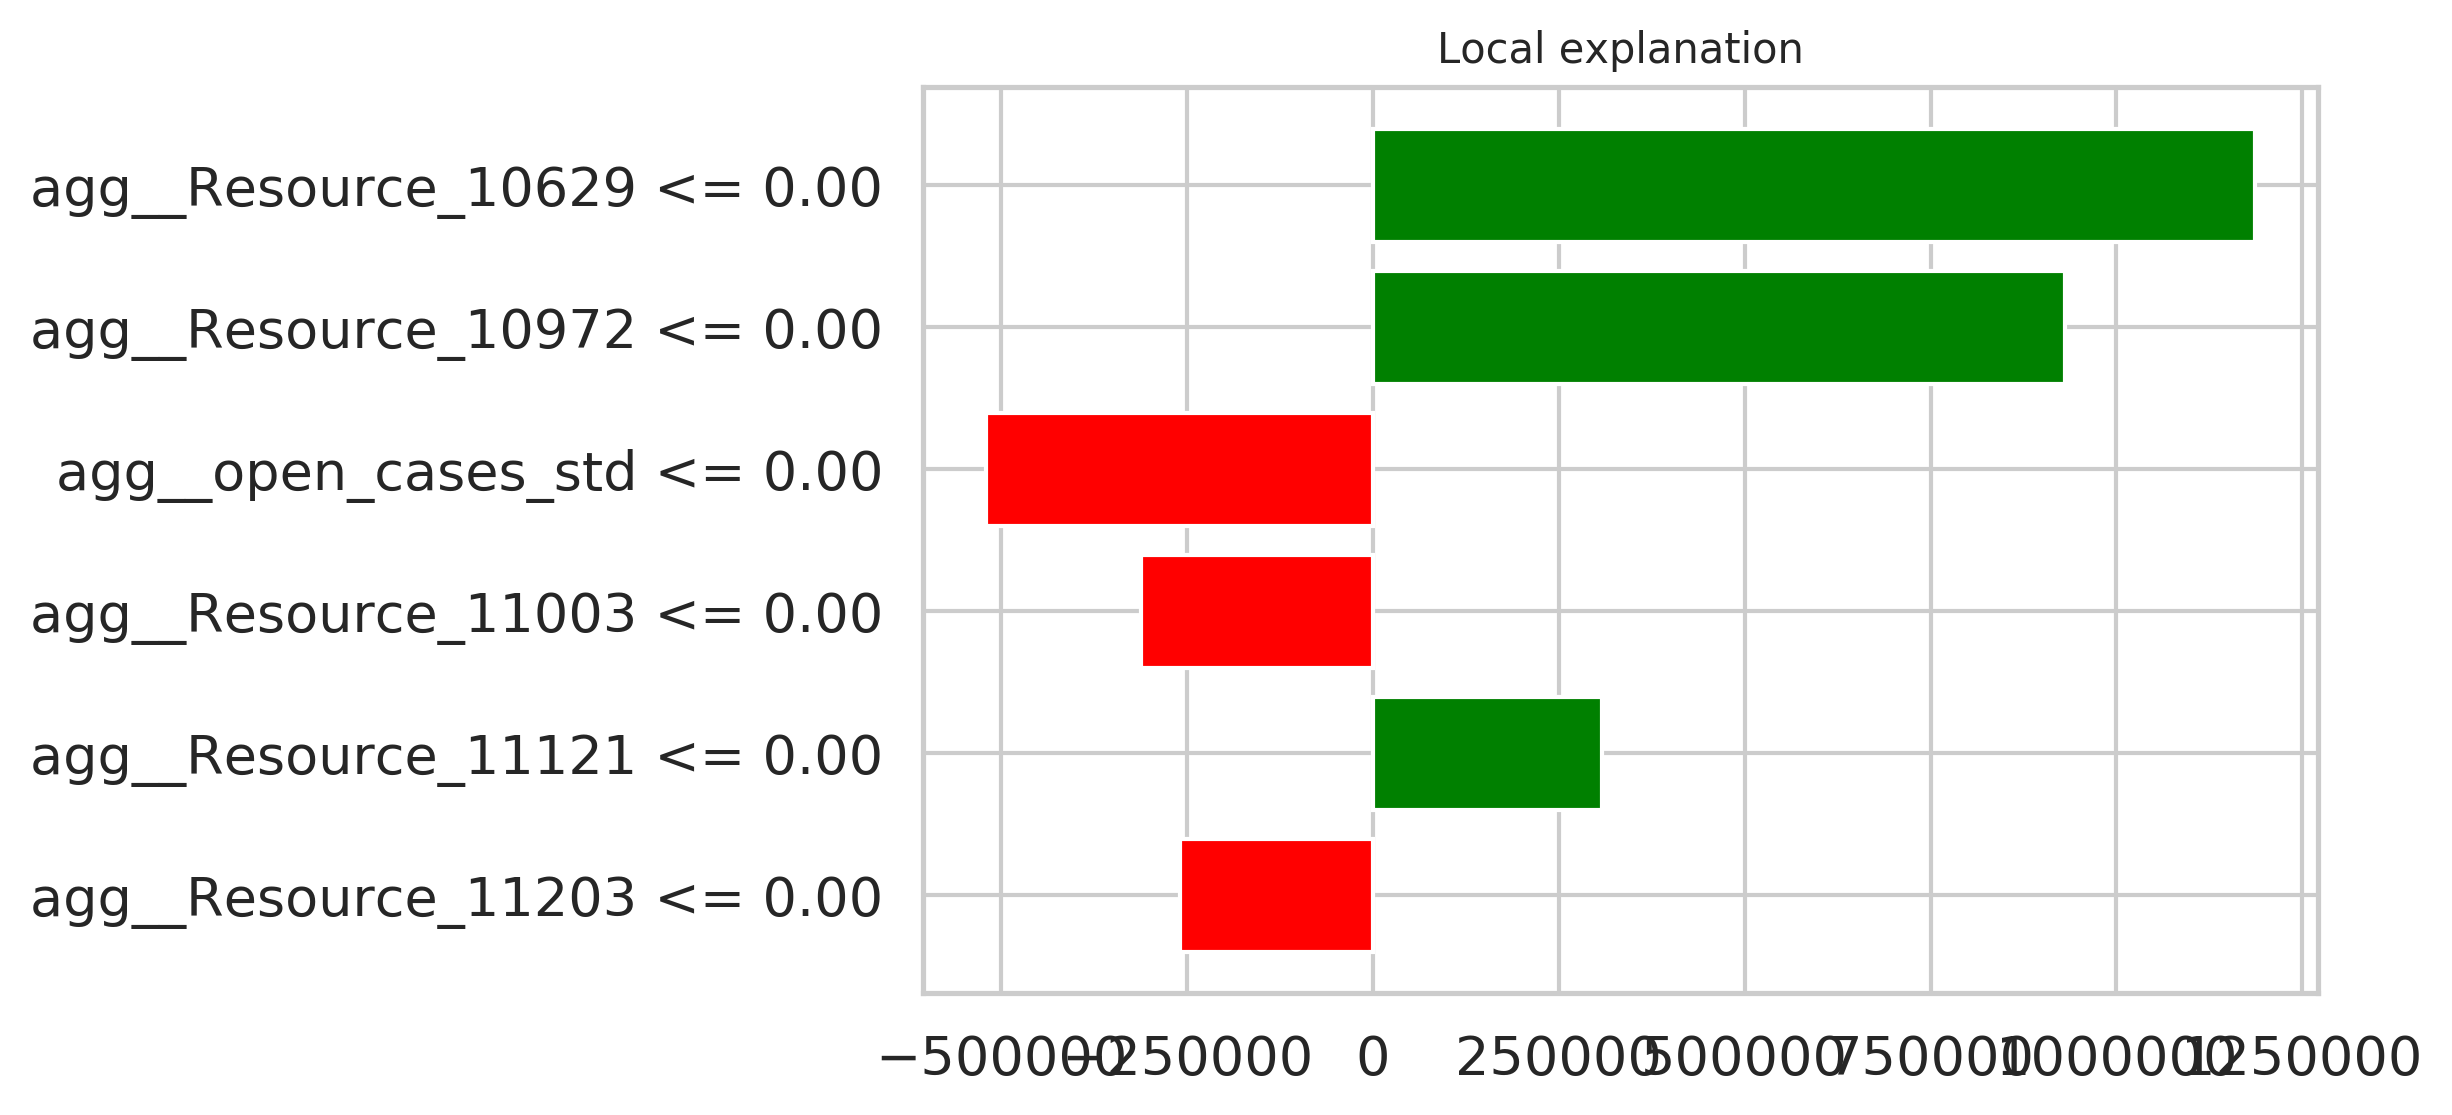 Local explanation
agg__Resource_10629 <= 0.00
agg__Resource_10972 <= 0.00
agg__open_cases_std <= 0.00
agg__Resource_11003 <= 0.00
agg__Resource_11121 <= 0.00
agg__Resource_11203 <= 0.00
−500000 −250000 0 250000 500000 750000 1000000 1250000